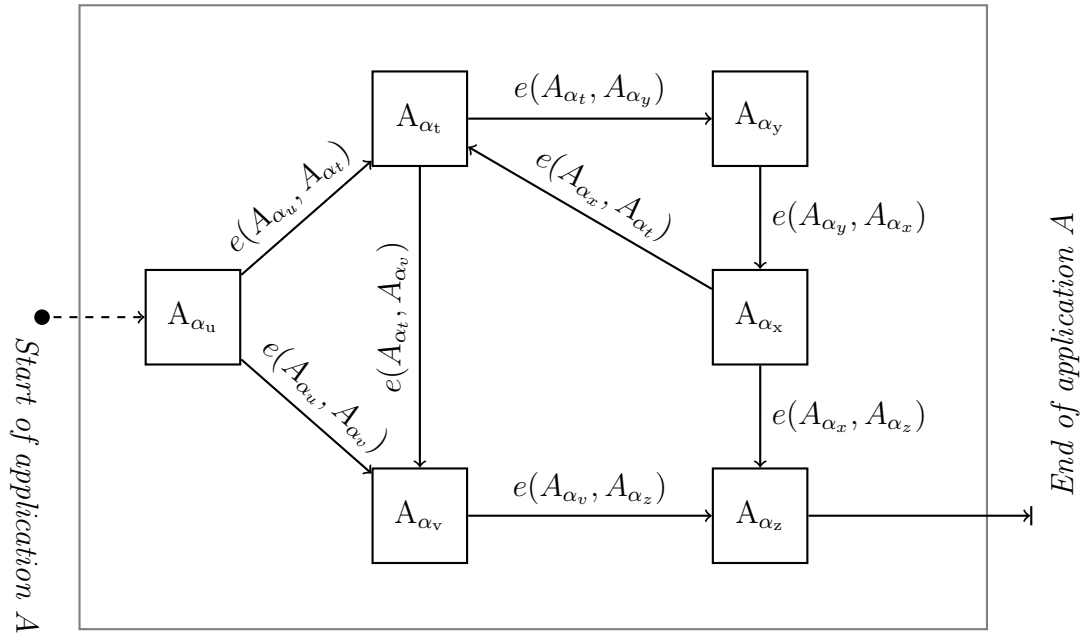 e(A_{α_t}, A_{α_y})
A_{α_t}
A_{α_y}
e(A_{α_u}, A_{α_t})
e(A_{α_x}, A_{α_t})
e(A_{α_y}, A_{α_x})
A_{α_u}
e(A_{α_t}, A_{α_v})
A_{α_x}
e(A_{α_u}, A_{α_v})
e(A_{α_x}, A_{α_z})
e(A_{α_v}, A_{α_z})
A_{α_v}
A_{α_z}
Start of application A
End of application A